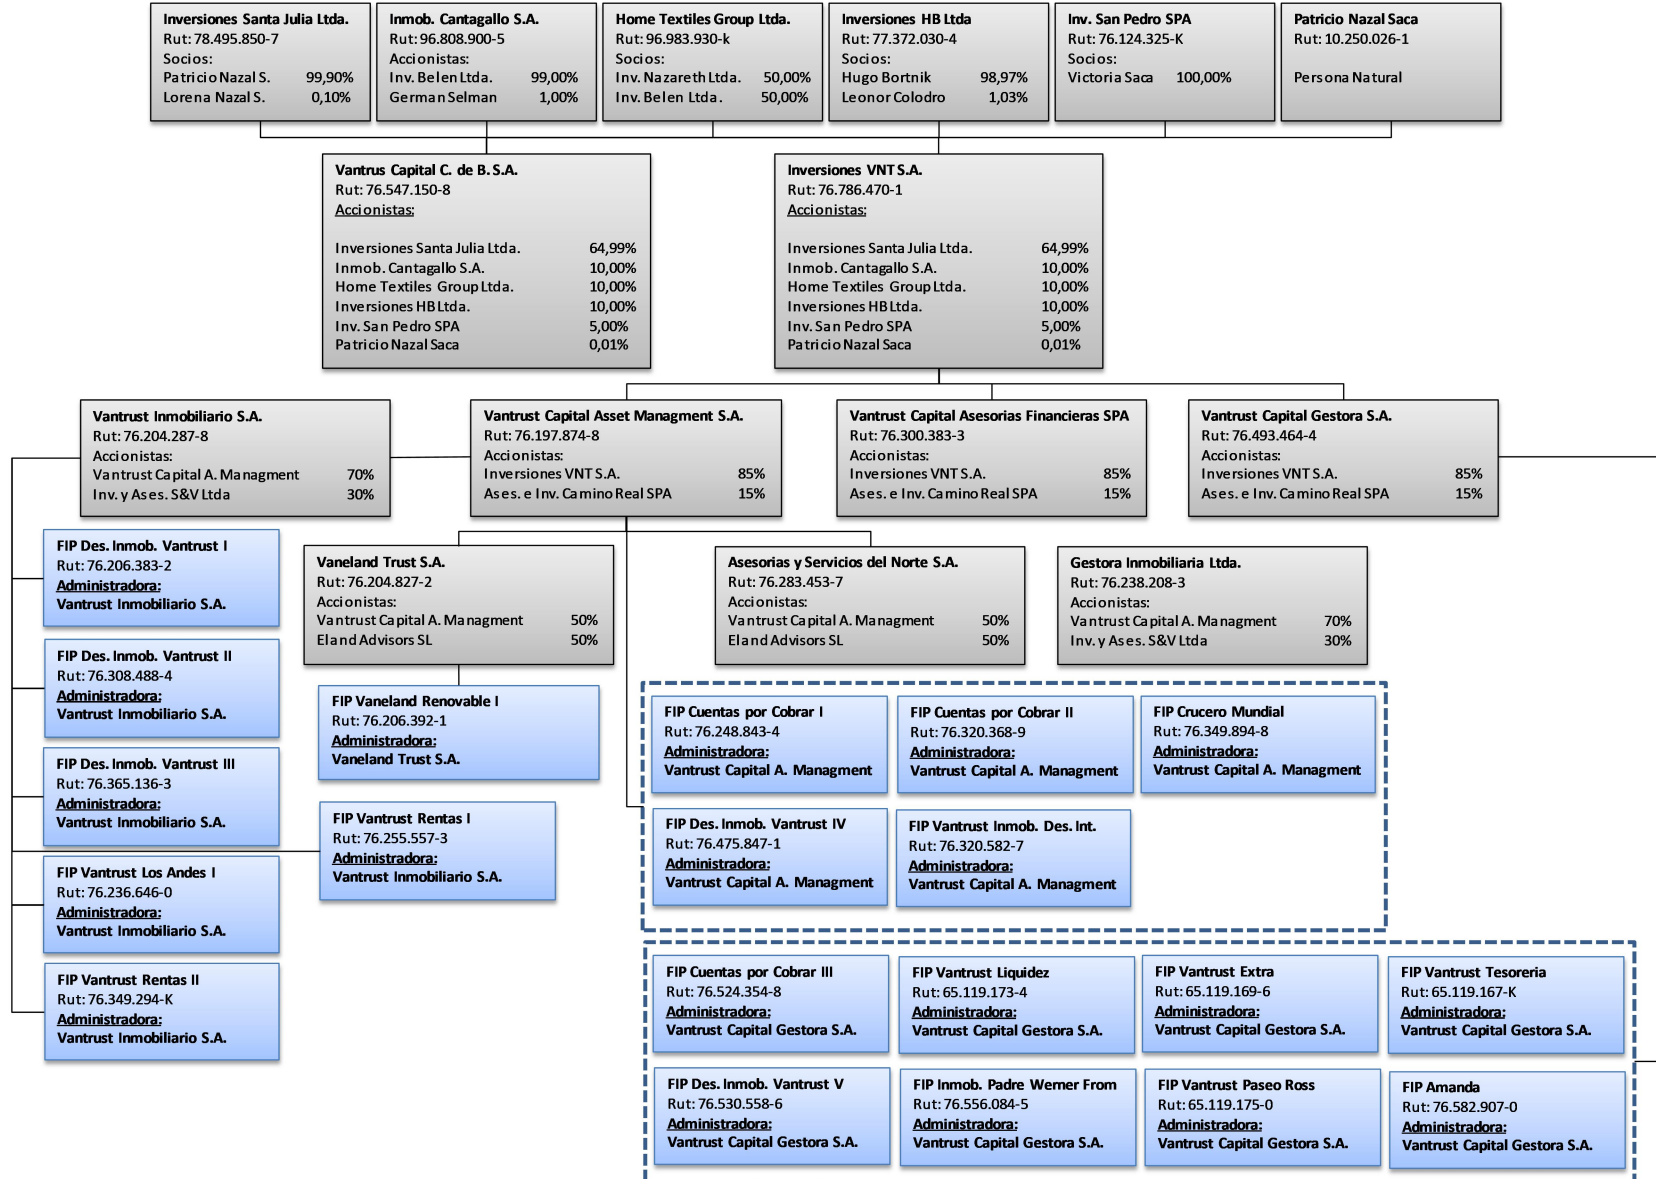 Inversiones Santa Julia Ltda.
Rut: 78.495.850-7
Socios:
Patricio Nazal S. 99,90%
Lorena Nazal S. 0,10%
Inmob. Cantagallo S.A.
Rut: 96.808.900-5
Accionistas:
Inv. Belen Ltda. 99,00%
German Selman 1,00%
Home Textiles Group Ltda.
Rut: 96.983.930-k
Socios:
Inv. Nazareth Ltda. 50,00%
Inv. Belen Ltda. 50,00%
Inversiones HB Ltda
Rut: 77.372.030-4
Socios:
Hugo Bortnik 98,97%
Leonor Colodro 1,03%
Inv. San Pedro SPA
Rut: 76.124.325-K
Socios:
Victoria Saca 100,00%
Patricio Nazal Saca
Rut: 10.250.026-1
Persona Natural
Vantrus Capital C. de B. S.A.
Rut: 76.547.150-8
Accionistas:
Inversiones Santa Julia Ltda. 64,99%
Inmob. Cantagallo S.A. 10,00%
Home Textiles Group Ltda. 10,00%
Inversiones HB Ltda. 10,00%
Inv. San Pedro SPA 5,00%
Patricio Nazal Saca 0,01%
Inversiones VNT S.A.
Rut: 76.786.470-1
Accionistas:
Inversiones Santa Julia Ltda. 64,99%
Inmob. Cantagallo S.A. 10,00%
Home Textiles Group Ltda. 10,00%
Inversiones HB Ltda. 10,00%
Inv. San Pedro SPA 5,00%
Patricio Nazal Saca 0,01%
Vantrust Inmobiliario S.A.
Rut: 76.204.287-8
Accionistas:
Vantrust Capital A. Managment 70%
Inv. y Ases. S&V Ltda 30%
Vantrust Capital Asset Managment S.A.
Rut: 76.197.874-8
Accionistas:
Inversiones VNT S.A. 85%
Ases. e Inv. Camino Real SPA 15%
Vantrust Capital Asesorias Financieras SPA
Rut: 76.300.383-3
Accionistas:
Inversiones VNT S.A. 85%
Ases. e Inv. Camino Real SPA 15%
Vantrust Capital Gestora S.A.
Rut: 76.493.464-4
Accionistas:
Inversiones VNT S.A. 85%
Ases. e Inv. Camino Real SPA 15%
FIP Des. Inmob. Vantrust I
Rut: 76.206.383-2
Administradora:
Vantrust Inmobiliario S.A.
FIP Des. Inmob. Vantrust II
Rut: 76.308.488-4
Administradora:
Vantrust Inmobiliario S.A.
FIP Des. Inmob. Vantrust III
Rut: 76.365.136-3
Administradora:
Vantrust Inmobiliario S.A.
FIP Vantrust Los Andes I
Rut: 76.236.646-0
Administradora:
Vantrust Inmobiliario S.A.
FIP Vantrust Rentas II
Rut: 76.349.294-K
Administradora:
Vantrust Inmobiliario S.A.
Vaneland Trust S.A.
Rut: 76.204.827-2
Accionistas:
Vantrust Capital A. Managment 50%
Eland Advisors SL 50%
Asesorias y Servicios del Norte S.A.
Rut: 76.283.453-7
Accionistas:
Vantrust Capital A. Managment 50%
Eland Advisors SL 50%
Gestora Inmobiliaria Ltda.
Rut: 76.238.208-3
Accionistas:
Vantrust Capital A. Managment 70%
Inv. y Ases. S&V Ltda 30%
FIP Vaneland Renovable I
Rut: 76.206.392-1
Administradora:
Vaneland Trust S.A.
FIP Vantrust Rentas I
Rut: 76.255.557-3
Administradora:
Vantrust Inmobiliario S.A.
FIP Cuentas por Cobrar I
Rut: 76.248.843-4
Administradora:
Vantrust Capital A. Managment
FIP Cuentas por Cobrar II
Rut: 76.320.368-9
Administradora:
Vantrust Capital A. Managment
FIP Crucero Mundial
Rut: 76.349.894-8
Administradora:
Vantrust Capital A. Managment
FIP Des. Inmob. Vantrust IV
Rut: 76.475.847-1
Administradora:
Vantrust Capital A. Managment
FIP Vantrust Inmob. Des. Int.
Rut: 76.320.582-7
Administradora:
Vantrust Capital A. Managment
FIP Cuentas por Cobrar III
Rut: 76.524.354-8
Administradora:
Vantrust Capital Gestora S.A.
FIP Vantrust Liquidez
Rut: 65.119.173-4
Administradora:
Vantrust Capital Gestora S.A.
FIP Vantrust Extra
Rut: 65.119.169-6
Administradora:
Vantrust Capital Gestora S.A.
FIP Vantrust Tesoreria
Rut: 65.119.167-K
Administradora:
Vantrust Capital Gestora S.A.
FIP Des. Inmob. Vantrust V
Rut: 76.530.558-6
Administradora:
Vantrust Capital Gestora S.A.
FIP Inmob. Padre Werner From
Rut: 76.556.084-5
Administradora:
Vantrust Capital Gestora S.A.
FIP Vantrust Paseo Ross
Rut: 65.119.175-0
Administradora:
Vantrust Capital Gestora S.A.
FIP Amanda
Rut: 76.582.907-0
Administradora:
Vantrust Capital Gestora S.A.